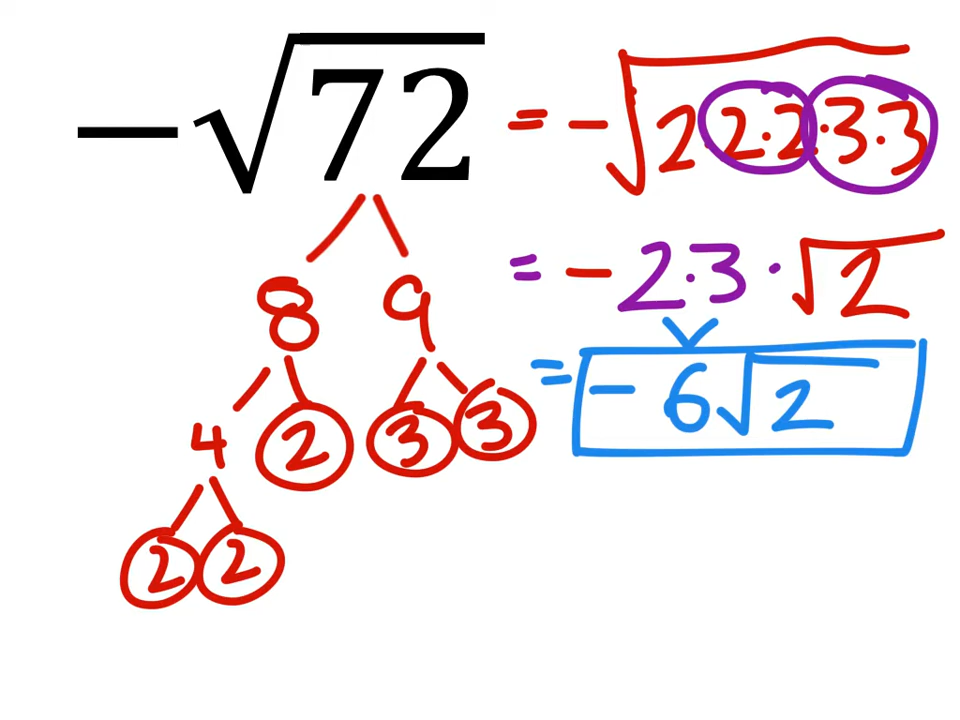 −√72 = −√2 2·2·3·3
= − 2·3 · √2
8 9
= − 6√2
4 2 3 3
2 2